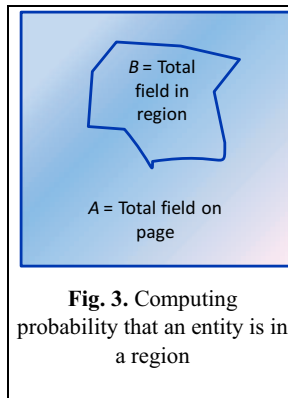 B = Total
field in
region
A = Total field on
page
Fig. 3. Computing
probability that an entity is in
a region